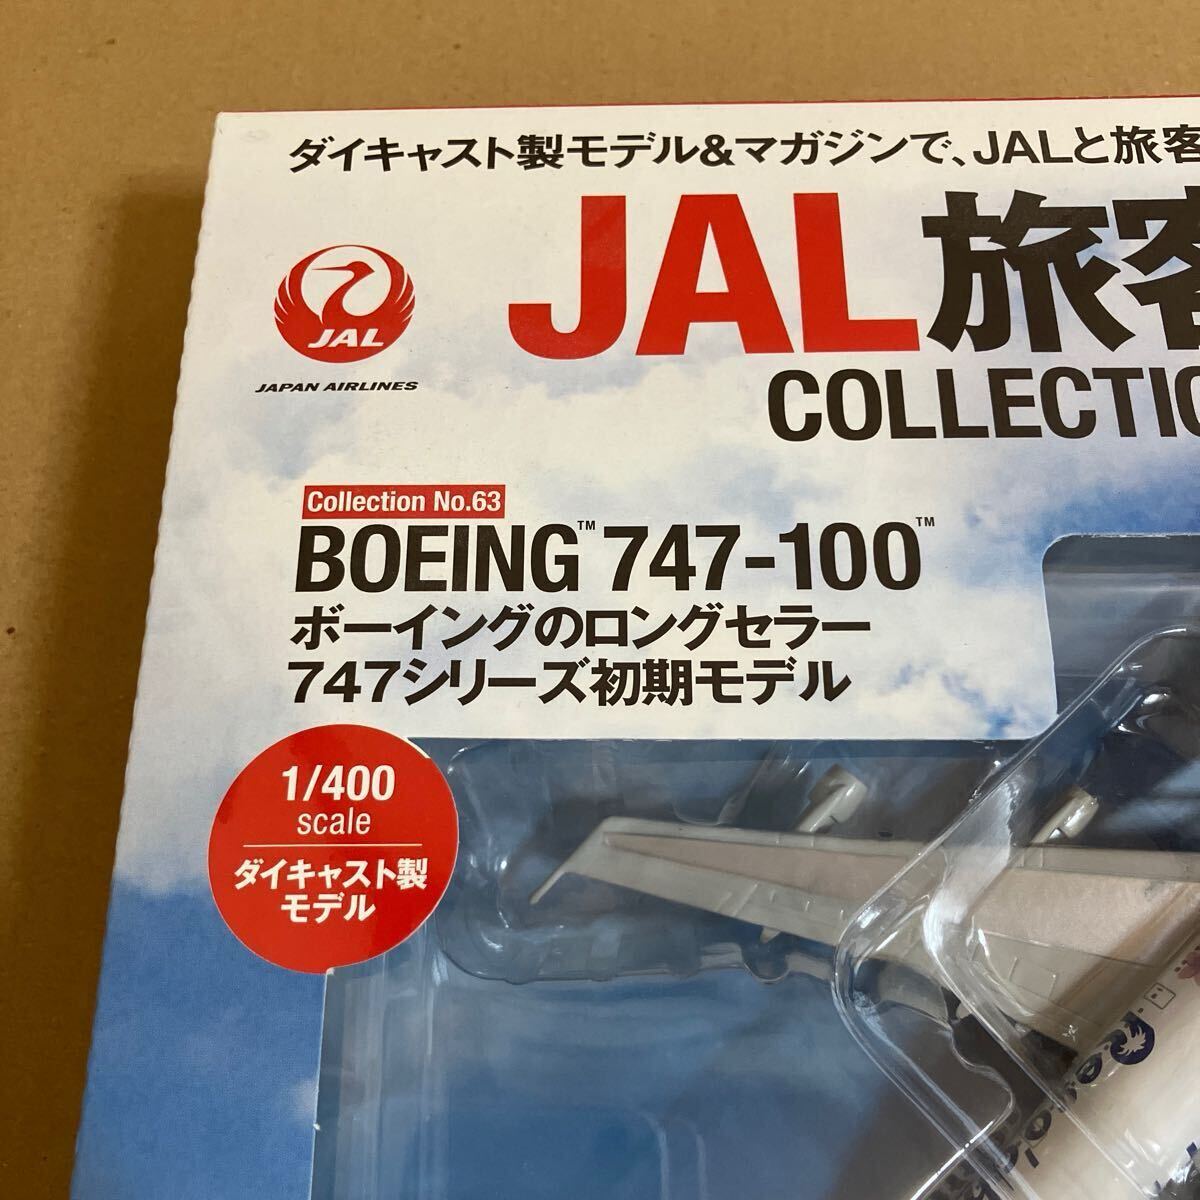 ダイキャスト製モデル&マガジンで、JALと旅客
JAL旅客
COLLECTIO
JAL
JAPAN AIRLINES
Collection No.63
BOEING™ 747-100™
ボーイングのロングセラー
747シリーズ初期モデル
1/400
scale
ダイキャスト製
モデル